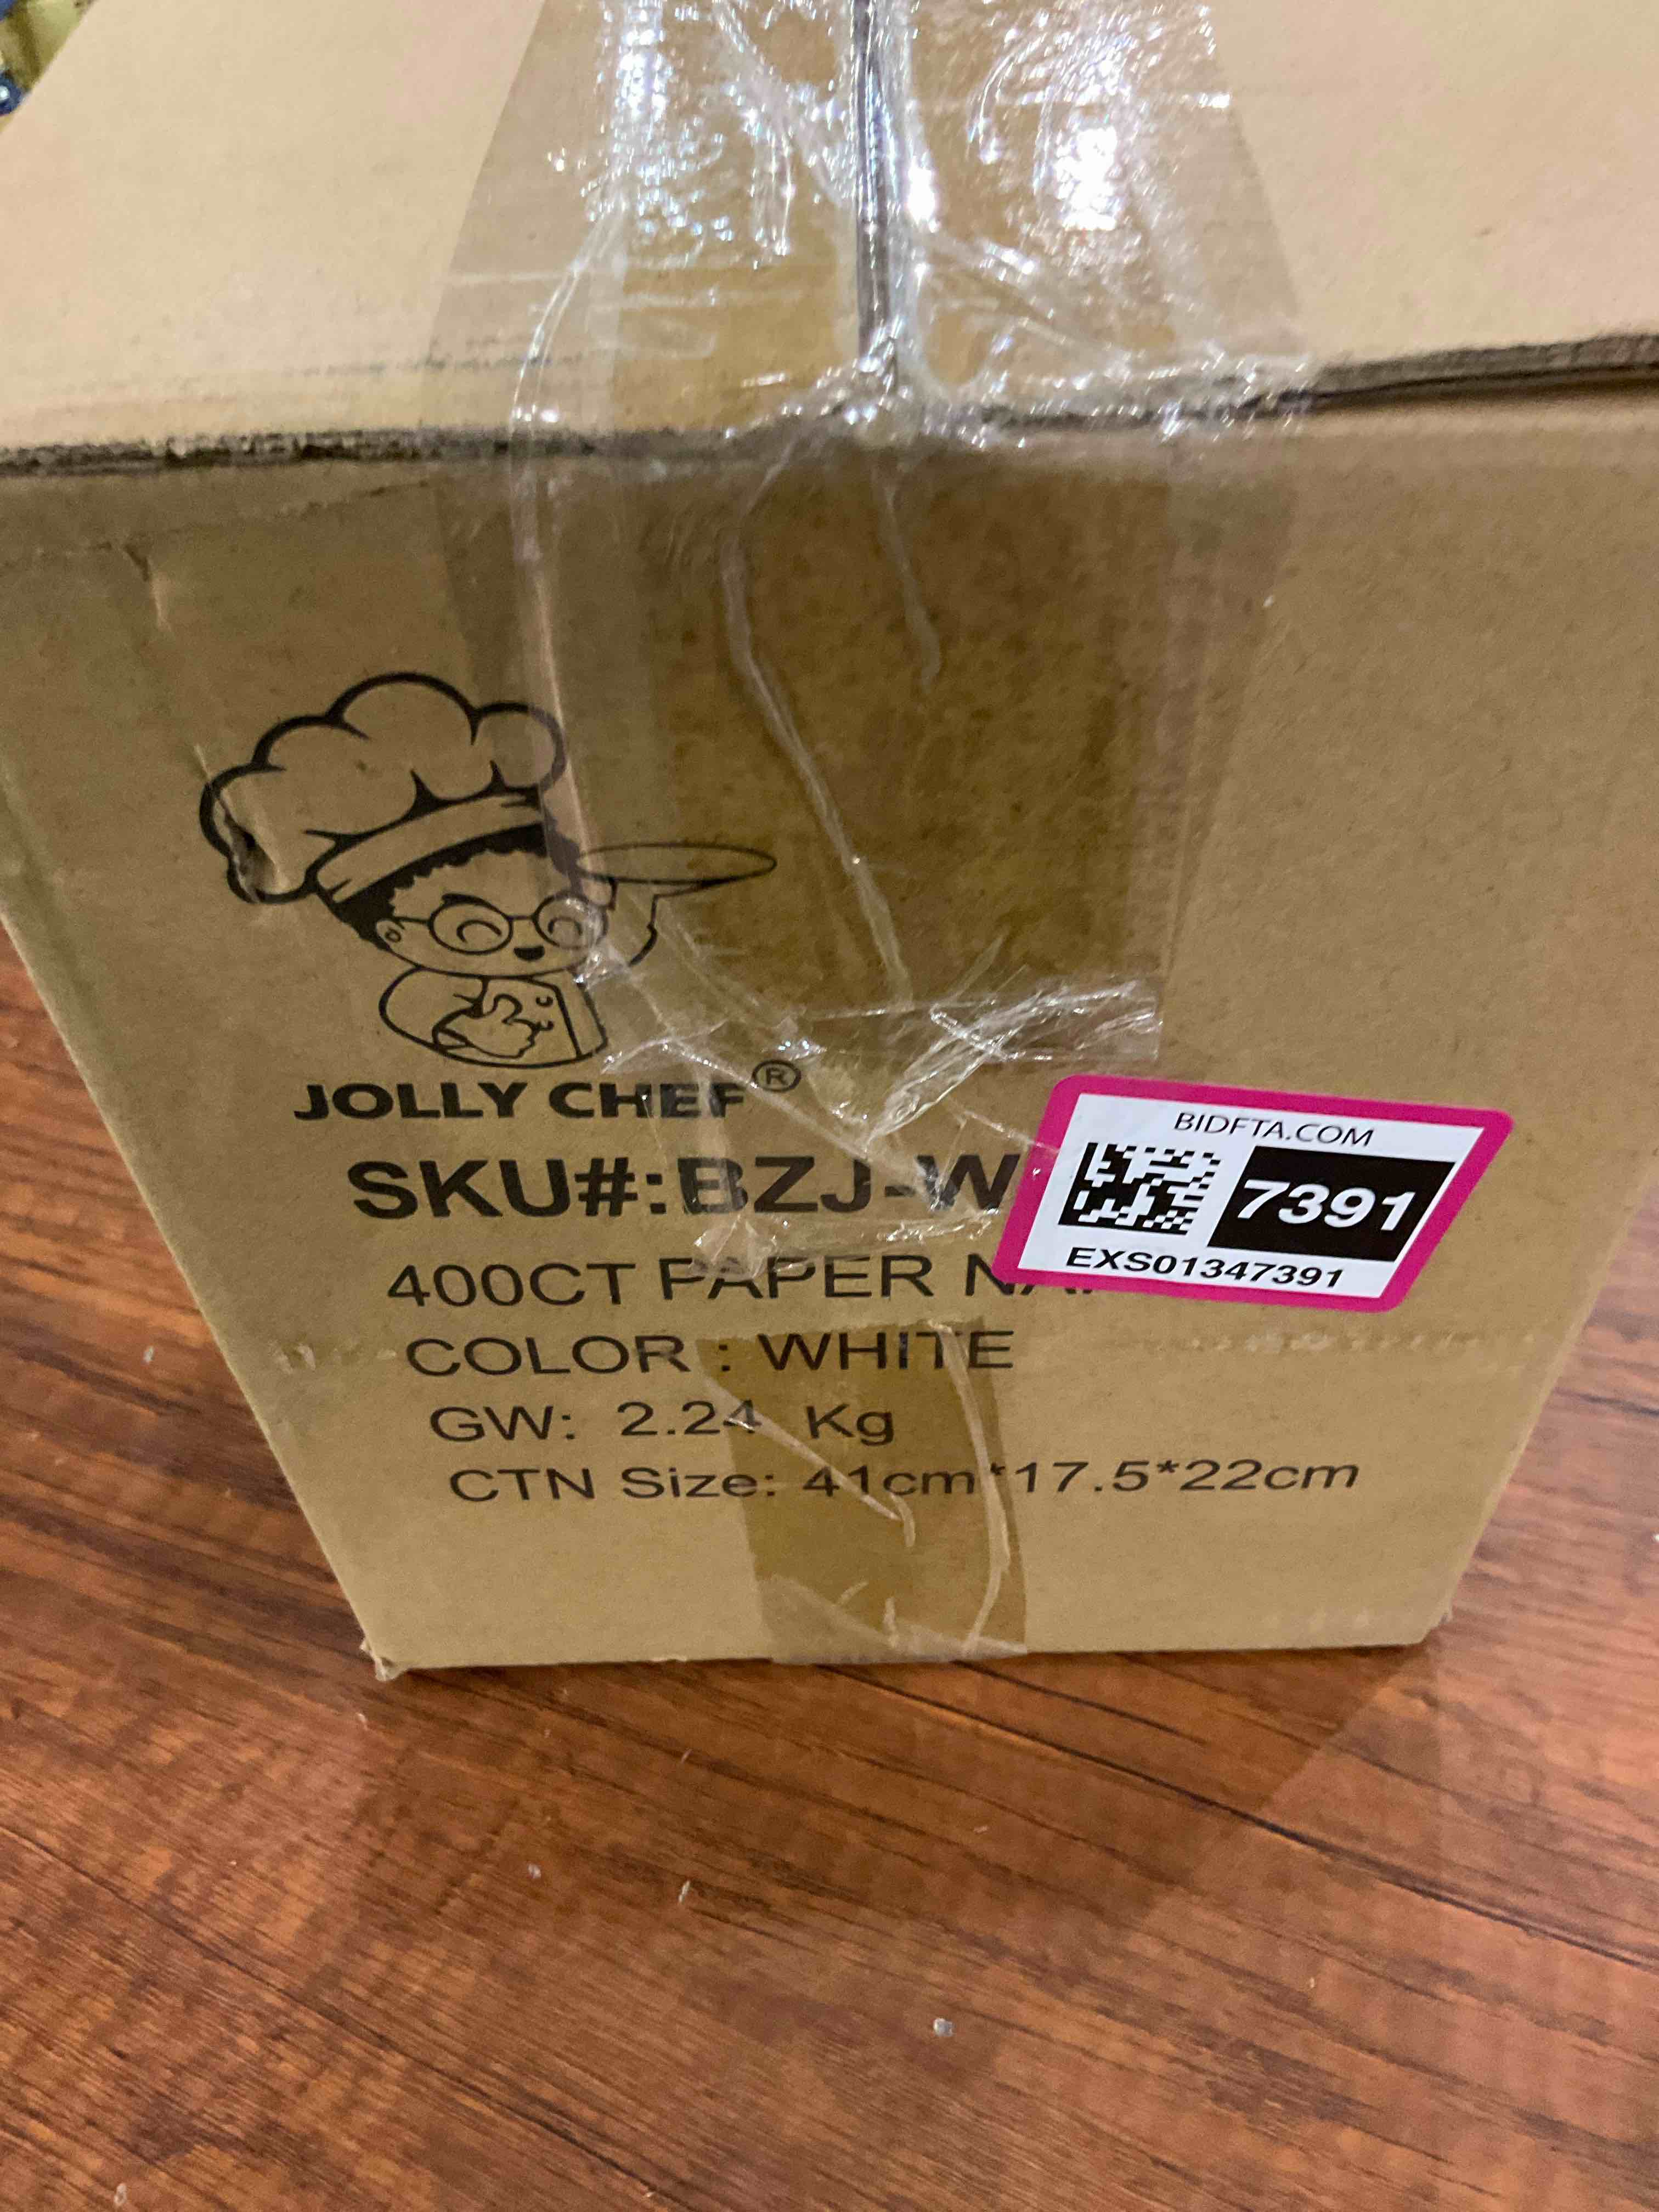 JOLLY CHEF®
SKU#:BZJ-W
400CT PAPER
COLOR : WHITE
GW: 2.24 Kg
CTN Size: 41cm*17.5*22cm
BIDFTA.COM
7391
EXS01347391